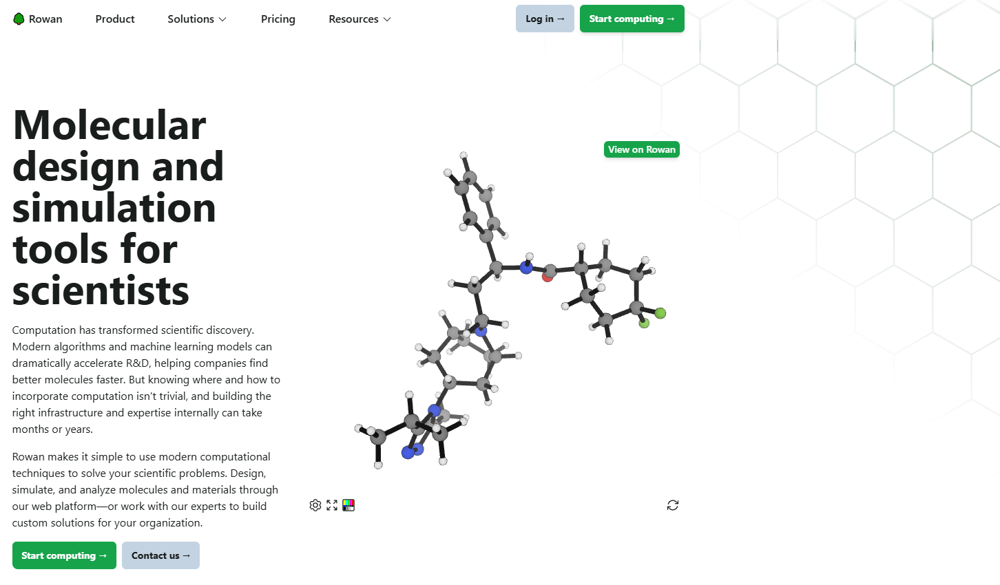 Rowan Product Solutions Pricing Resources Log in → Start computing →
Molecular
design and
simulation
tools for
scientists
View on Rowan
Computation has transformed scientific discovery.
Modern algorithms and machine learning models can
dramatically accelerate R&D, helping companies find
better molecules faster. But knowing where and how to
incorporate computation isn't trivial, and building the
right infrastructure and expertise internally can take
months or years.
Rowan makes it simple to use modern computational
techniques to solve your scientific problems. Design,
simulate, and analyze molecules and materials through
our web platform—or work with our experts to build
custom solutions for your organization.
Start computing → Contact us →